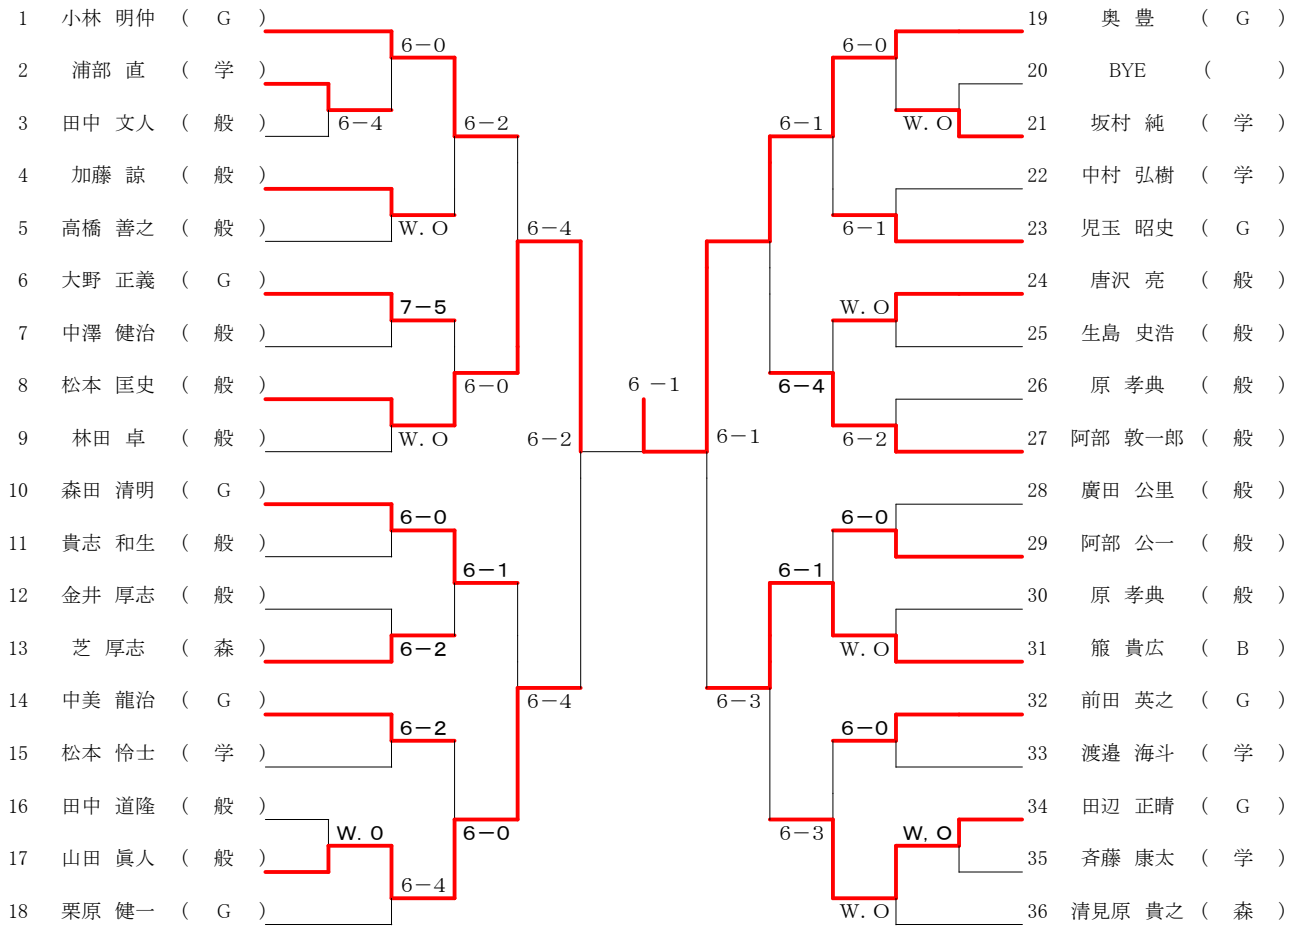 1 小林 明仲 ( G )
2 浦部 直 ( 学 )
3 田中 文人 ( 般 )
4 加藤 諒 ( 般 )
5 高橋 善之 ( 般 )
6 大野 正義 ( G )
7 中澤 健治 ( 般 )
8 松本 匡史 ( 般 )
9 林田 卓 ( 般 )
10 森田 清明 ( G )
11 貴志 和生 ( 般 )
12 金井 厚志 ( 般 )
13 芝 厚志 ( 森 )
14 中美 龍治 ( G )
15 松本 怜士 ( 学 )
16 田中 道隆 ( 般 )
17 山田 眞人 ( 般 )
18 栗原 健一 ( G )
6-4
W.O
6-0
W.O
7-5
W.O
6-0
6-2
6-2
6-4
6-2
6-0
6-1
6-0
6-4
6-4
6-2
6-1
6-1
6-3
6-1
6-4
6-1
6-3
6-0
6-1
W.O
6-2
6-0
W.O
6-0
W.O
W.O
W,O
19 奥 豊 ( G )
20 BYE ( )
21 坂村 純 ( 学 )
22 中村 弘樹 ( 学 )
23 児玉 昭史 ( G )
24 唐沢 亮 ( 般 )
25 生島 史浩 ( 般 )
26 原 孝典 ( 般 )
27 阿部 敦一郎 ( 般 )
28 廣田 公里 ( 般 )
29 阿部 公一 ( 般 )
30 原 孝典 ( 般 )
31 貴広 ( B )
32 前田 英之 ( G )
33 渡邉 海斗 ( 学 )
34 田辺 正晴 ( G )
35 斉藤 康太 ( 学 )
36 清見原 貴之 ( 森 )